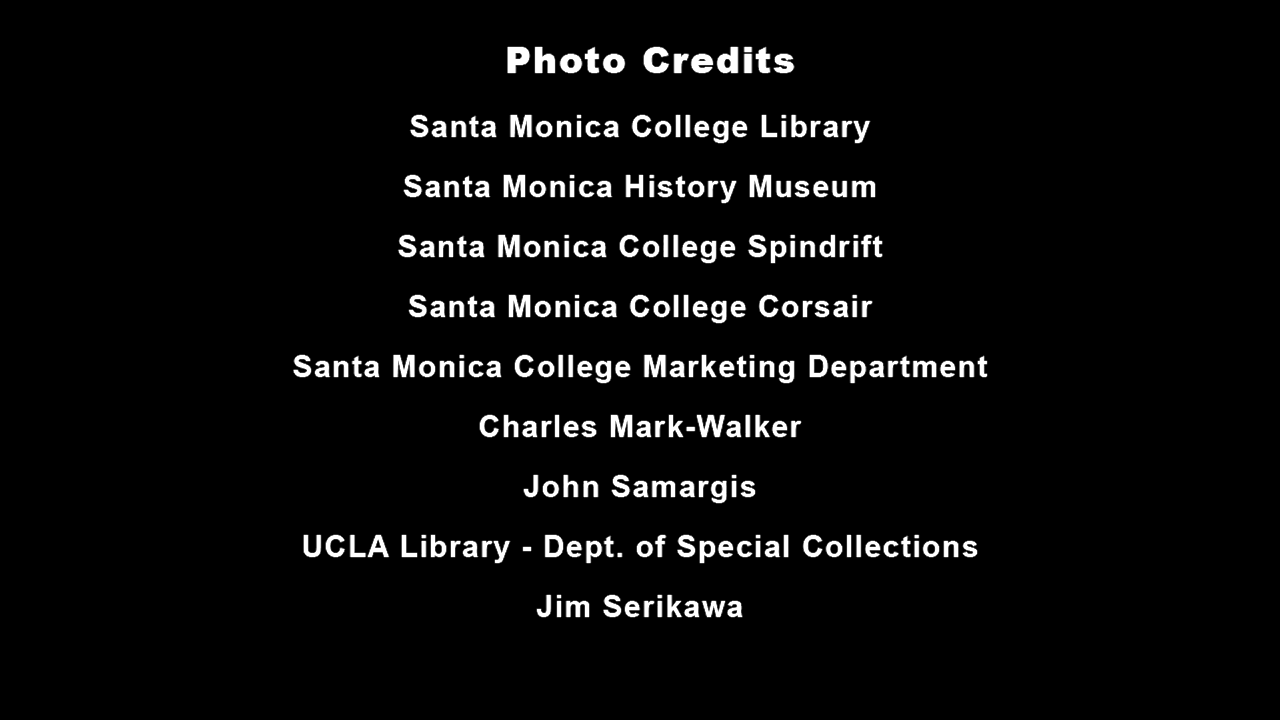 Photo Credits
Santa Monica College Library
Santa Monica History Museum
Santa Monica College Spindrift
Santa Monica College Corsair
Santa Monica College Marketing Department
Charles Mark-Walker
John Samargis
UCLA Library - Dept. of Special Collections
Jim Serikawa